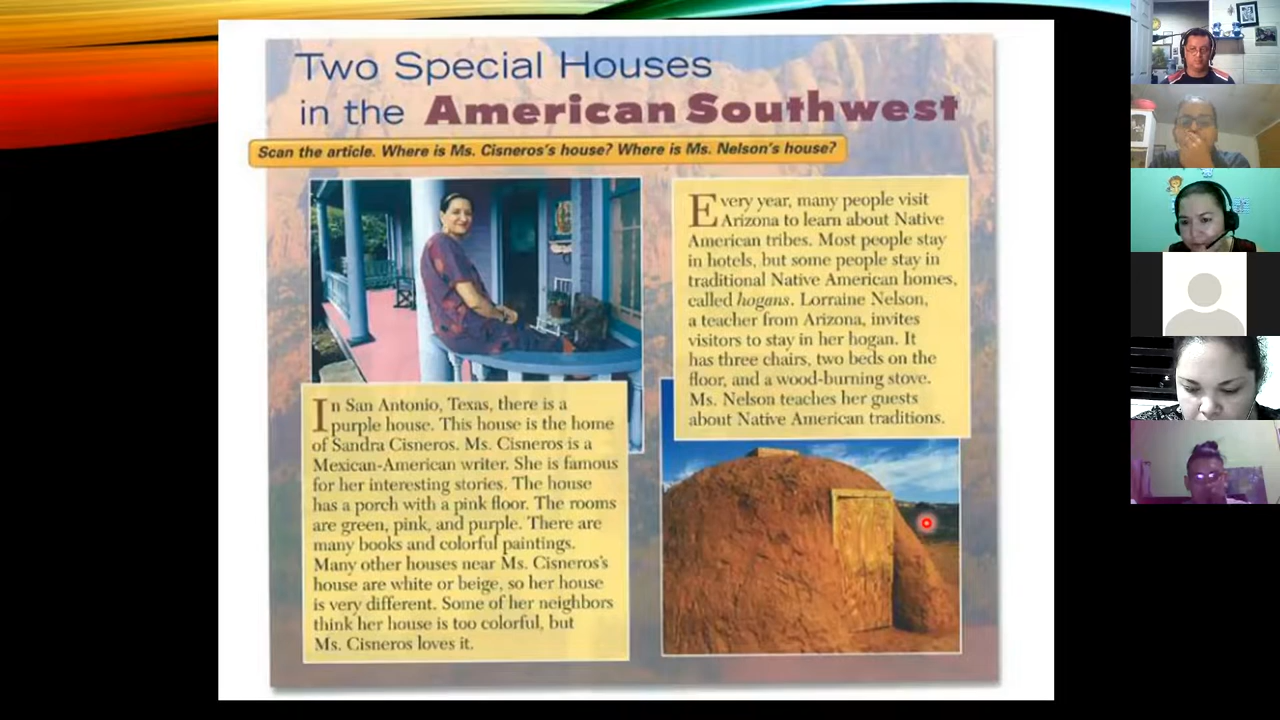 Two Special Houses
in the American Southwest
Scan the article. Where is Ms. Cisneros's house? Where is Ms. Nelson's house?
In San Antonio, Texas, there is a
purple house. This house is the home
of Sandra Cisneros. Ms. Cisneros is a
Mexican-American writer. She is famous
for her interesting stories. The house
has a porch with a pink floor. The rooms
are green, pink, and purple. There are
many books and colorful paintings.
Many other houses near Ms. Cisneros's
house are white or beige, so her house
is very different. Some of her neighbors
think her house is too colorful, but
Ms. Cisneros loves it.
Every year, many people visit
Arizona to learn about Native
American tribes. Most people stay
in hotels, but some people stay in
traditional Native American homes,
called hogans. Lorraine Nelson,
a teacher from Arizona, invites
visitors to stay in her hogan. It
has three chairs, two beds on the
floor, and a wood-burning stove.
Ms. Nelson teaches her guests
about Native American traditions.